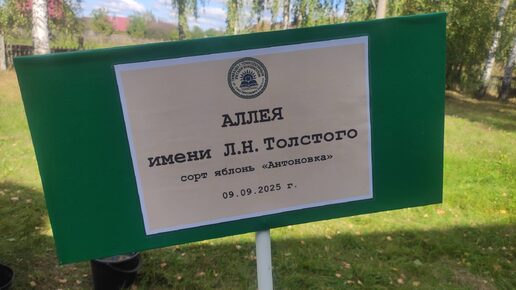 АЛЛЕЯ
имени Л.Н.Толстого
сорт яблонь «Антоновка»
09.09.2025 г.